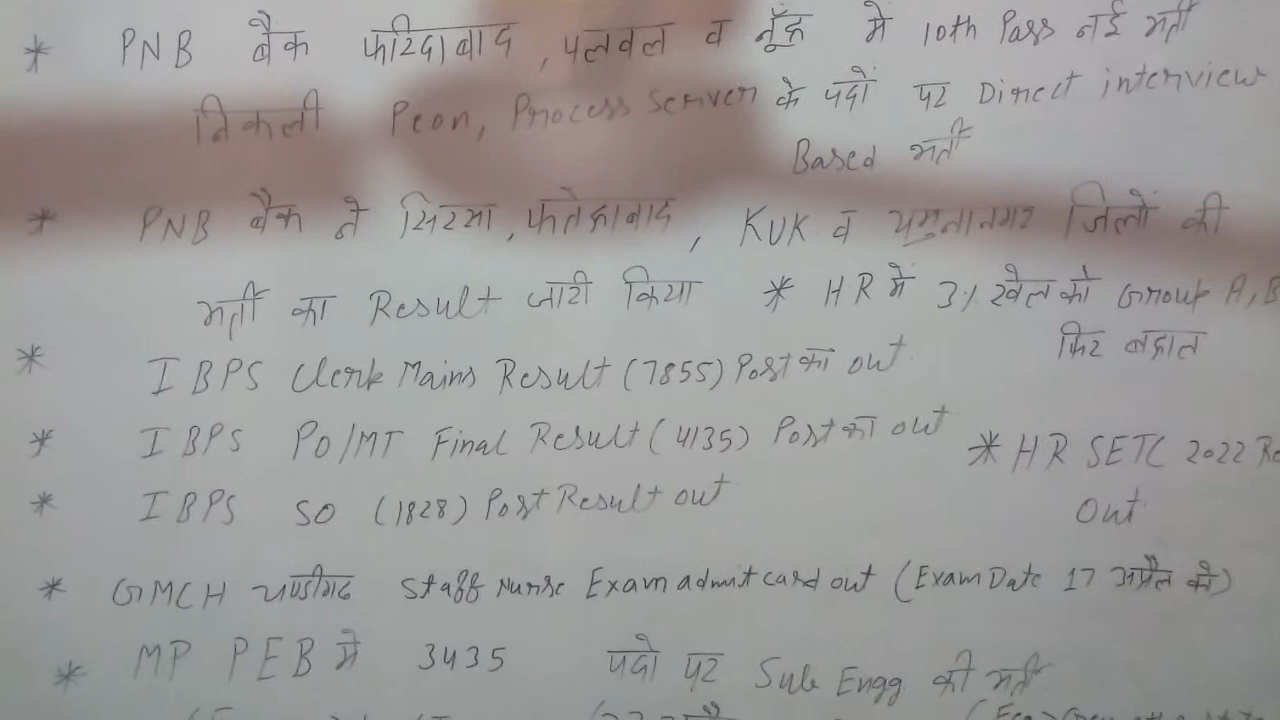 * PNB बैंक फरिदाबाद, पलवल व नूँह मे 10th Pass नई भर्ती
निकली Peon, Process Server के पदो पर Direct interview
Based भर्ती
* PNB बैंक ने सिरसा, फतेहाबाद, KUK व यमुनानगर जिलों की
भर्ती का Result जारी किया * HR मे 3% खेल कोटे Group A, B
फिर बहाल
* IBPS Clerk Mains Result (7855) Post का out
* IBPS PO/MT Final Result (4135) Post का out
* HR SETC 2022 Re
Out
* IBPS SO (1828) Post Result out
* GMCH चण्डीगढ Staff Nurse Exam admit card out (Exam Date 17 अप्रैल को)
* MP PEB मे 3435 पदो पर Sub Engg की भर्ती